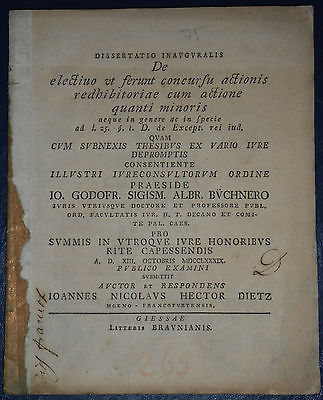 75
DISSERTATIO INAVGVRALIS
De
electiuo vt ferunt concursu actionis
redhibitoriae cum actione
quanti minoris
aeque in genere ac in specie
ad l. 25. §. 1. D. de Except. rei iud.
QVAM
CVM SVBNEXIS THESIBVS EX VARIO IVRE
DEPROMPTIS
CONSENTIENTE
ILLVSTRI IVRECONSVLTORVM ORDINE
PRAESIDE
IO. GODOFR. SIGISM. ALBR. BVCHNERO
IVRIS VTRIVSQVE DOCTORE ET PROFESSORE PVBL.
ORD. FACVLTATIS IVR. H. T. DECANO ET COMI-
TE PAL. CAES.
PRO
SVMMIS IN VTROQVE IVRE HONORIBVS
RITE CAPESSENDIS
A. D. XIII. OCTOBRIS MDCCLXXXIX.
PVBLICO EXAMINI
SVBMITTIT
AVCTOR ET RESPONDENS
IOANNES NICOLAVS HECTOR DIETZ
MOENO-FRANCOFVRTENSIS.
GIESSAE
LITTERIS BRAVNIANIS.
D
265